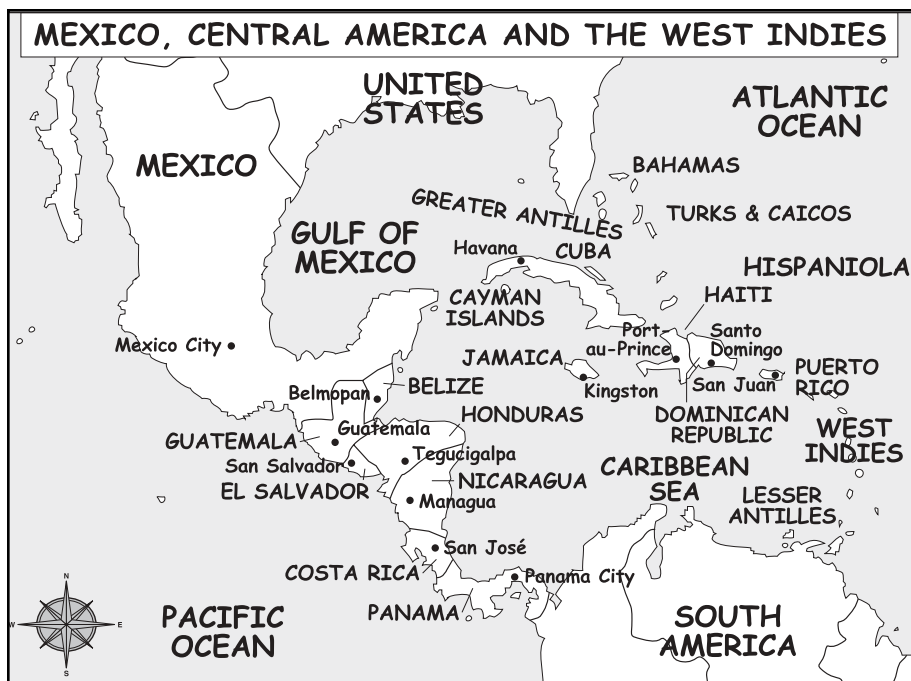 MEXICO, CENTRAL AMERICA AND THE WEST INDIES
UNITED
STATES
ATLANTIC
OCEAN
MEXICO
BAHAMAS
GREATER ANTILLES
TURKS & CAICOS
GULF OF
MEXICO
Havana
CUBA
HISPANIOLA
CAYMAN
ISLANDS
HAITI
Mexico City
Port-
au-Prince
Santo
Domingo
JAMAICA
Kingston
San Juan
PUERTO
RICO
Belmopan
BELIZE
HONDURAS
DOMINICAN
REPUBLIC
WEST
INDIES
GUATEMALA
Guatemala
San Salvador
Tegucigalpa
EL SALVADOR
NICARAGUA
CARIBBEAN
SEA
Managua
LESSER
ANTILLES
San José
COSTA RICA
Panama City
PANAMA
N
W
E
S
PACIFIC
OCEAN
SOUTH
AMERICA